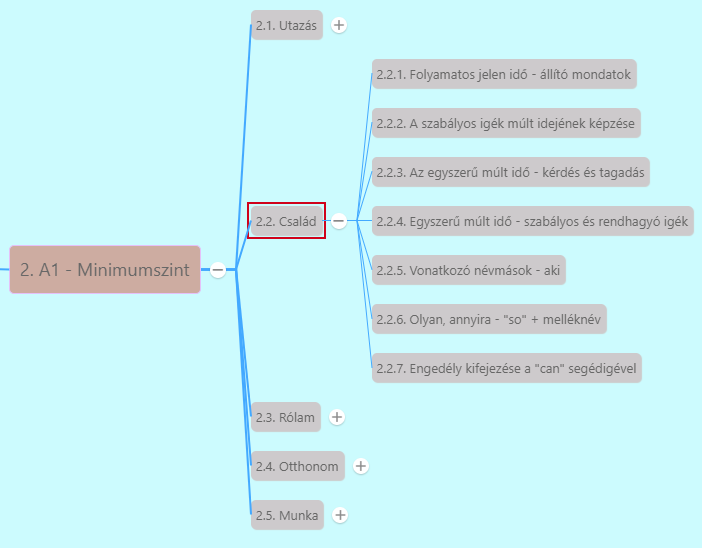 2. A1 - Minimumszint
2.1. Utazás
2.2. Család
2.2.1. Folyamatos jelen idő - állító mondatok
2.2.2. A szabályos igék múlt idejének képzése
2.2.3. Az egyszerű múlt idő - kérdés és tagadás
2.2.4. Egyszerű múlt idő - szabályos és rendhagyó igék
2.2.5. Vonatkozó névmások - aki
2.2.6. Olyan, annyira - "so" + melléknév
2.2.7. Engedély kifejezése a "can" segédigével
2.3. Rólam
2.4. Otthonom
2.5. Munka